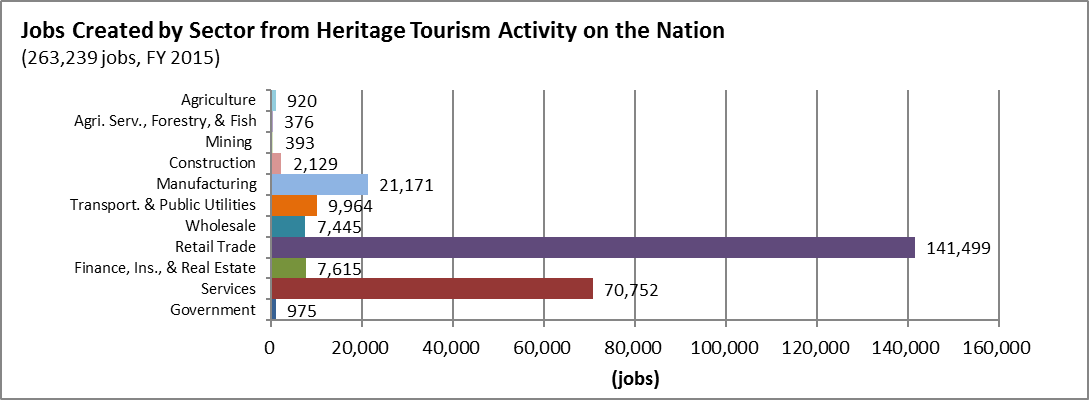 Jobs Created by Sector from Heritage Tourism Activity on the Nation
(263,239 jobs, FY 2015)
Agriculture 920
Agri. Serv., Forestry, & Fish 376
Mining 393
Construction 2,129
Manufacturing 21,171
Transport. & Public Utilities 9,964
Wholesale 7,445
Retail Trade 141,499
Finance, Ins., & Real Estate 7,615
Services 70,752
Government 975
0 20,000 40,000 60,000 80,000 100,000 120,000 140,000 160,000
(jobs)